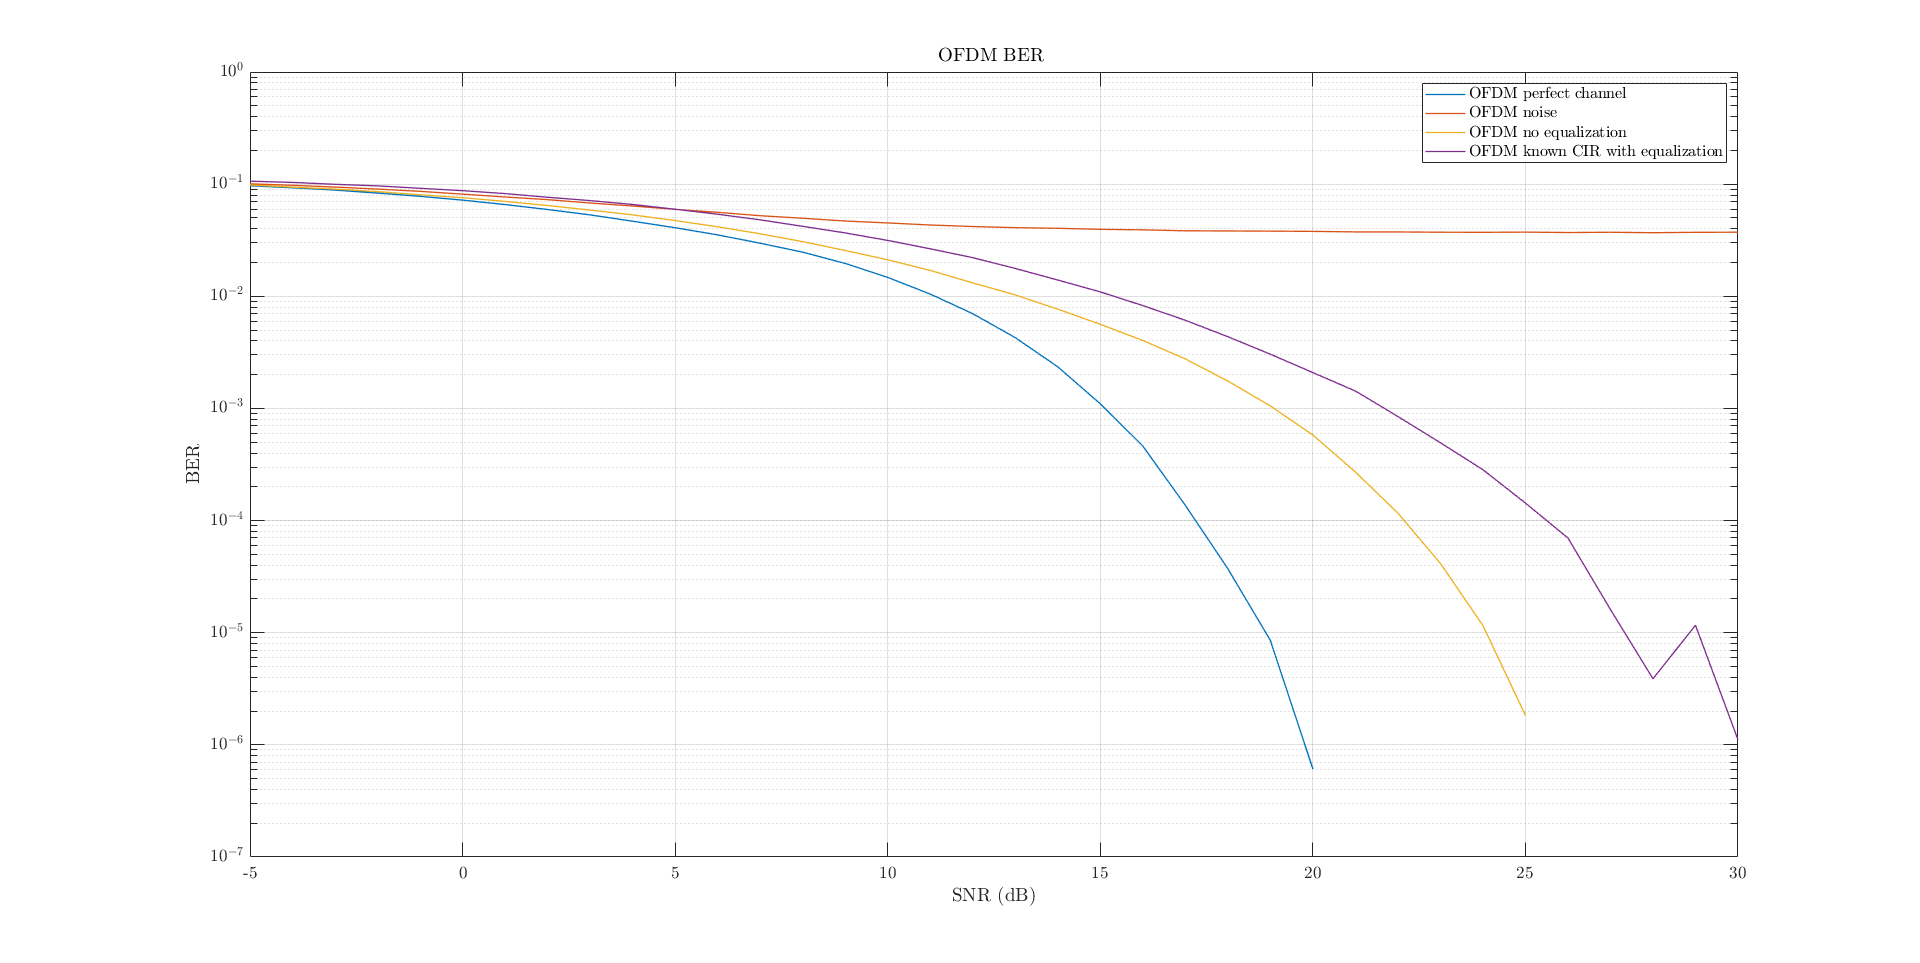 OFDM BER
10^0
10^-1
10^-2
10^-3
10^-4
10^-5
10^-6
10^-7
BER
OFDM perfect channel
OFDM noise
OFDM no equalization
OFDM known CIR with equalization
-5 0 5 10 15 20 25 30
SNR (dB)